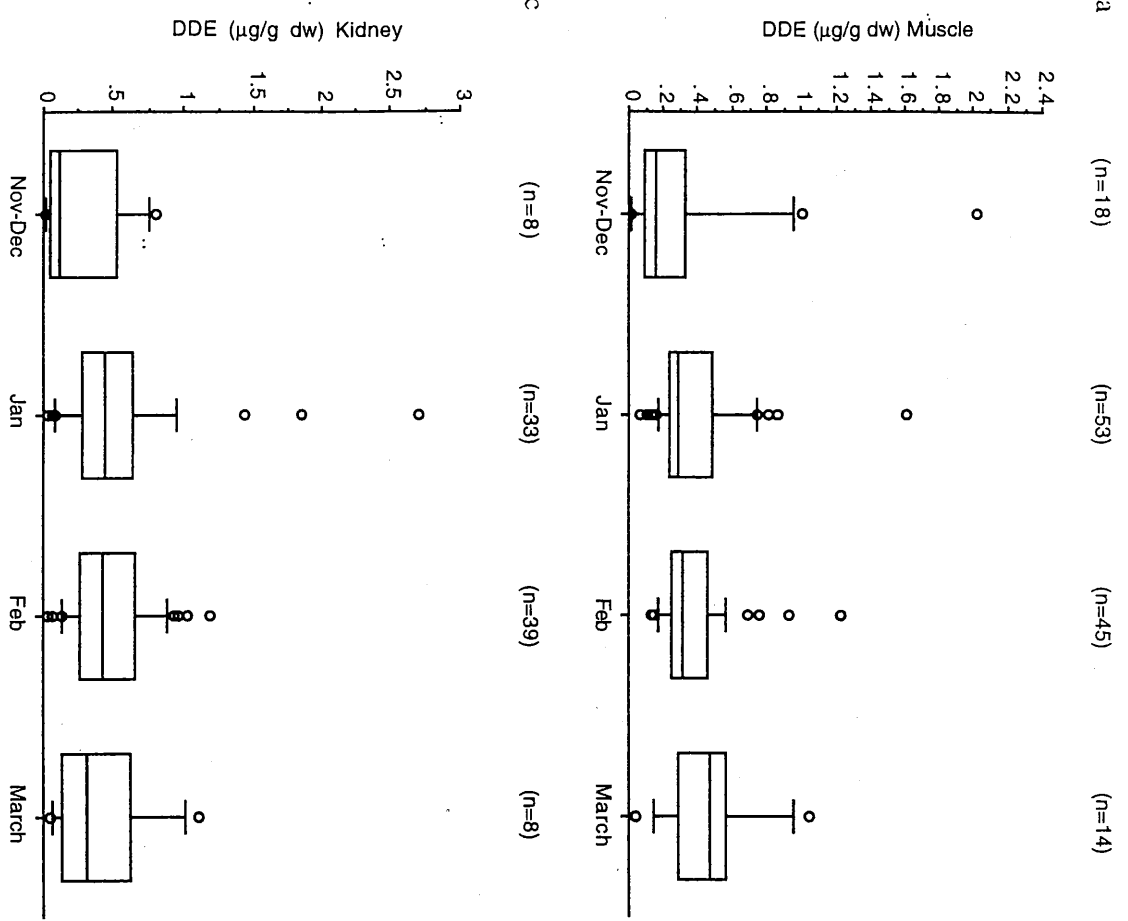 a
(n=18) (n=53) (n=45) (n=14)
DDE (µg/g dw) Muscle
2.4
2.2
2
1.8
1.6
1.4
1.2
1
.8
.6
.4
.2
0
Nov-Dec Jan Feb March
c
(n=8) (n=33) (n=39) (n=8)
DDE (µg/g dw) Kidney
3
2.5
2
1.5
1
.5
0
Nov-Dec Jan Feb March